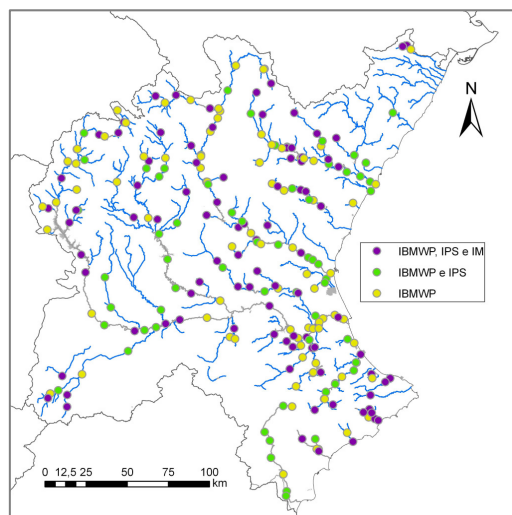 N
IBMWP, IPS e IM
IBMWP e IPS
IBMWP
0 12,5 25 50 75 100
km